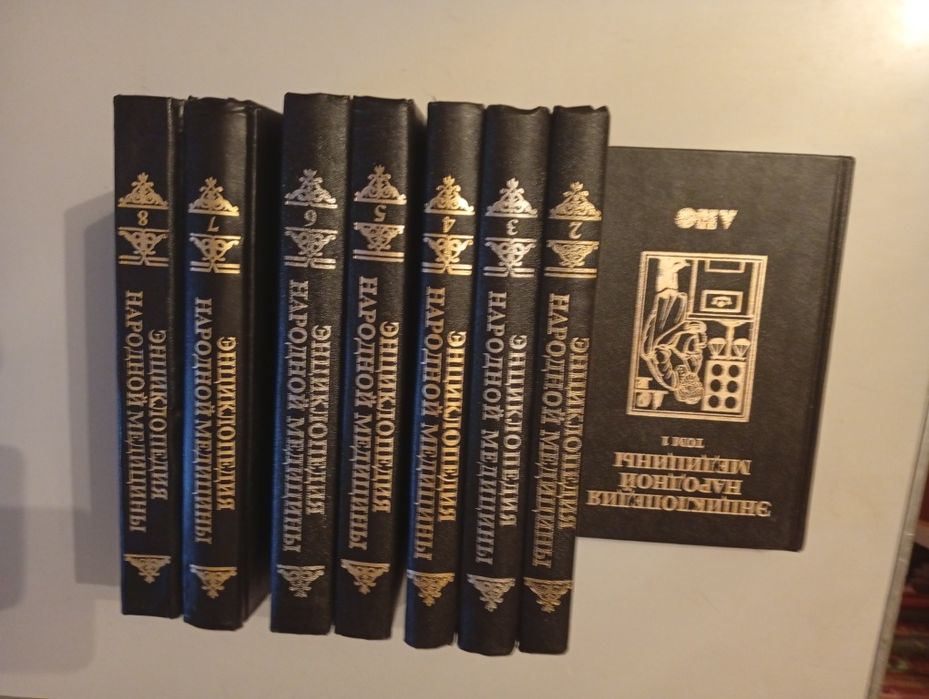 ЭНЦИКЛОПЕДИЯ
НАРОДНОЙ
МЕДИЦИНЫ
ТОМ 1
АНС
ЭНЦИКЛОПЕДИЯ
НАРОДНОЙ МЕДИЦИНЫ
2
ЭНЦИКЛОПЕДИЯ
НАРОДНОЙ МЕДИЦИНЫ
3
ЭНЦИКЛОПЕДИЯ
НАРОДНОЙ МЕДИЦИНЫ
4
ЭНЦИКЛОПЕДИЯ
НАРОДНОЙ МЕДИЦИНЫ
5
ЭНЦИКЛОПЕДИЯ
НАРОДНОЙ МЕДИЦИНЫ
6
ЭНЦИКЛОПЕДИЯ
НАРОДНОЙ МЕДИЦИНЫ
7
ЭНЦИКЛОПЕДИЯ
НАРОДНОЙ МЕДИЦИНЫ
8